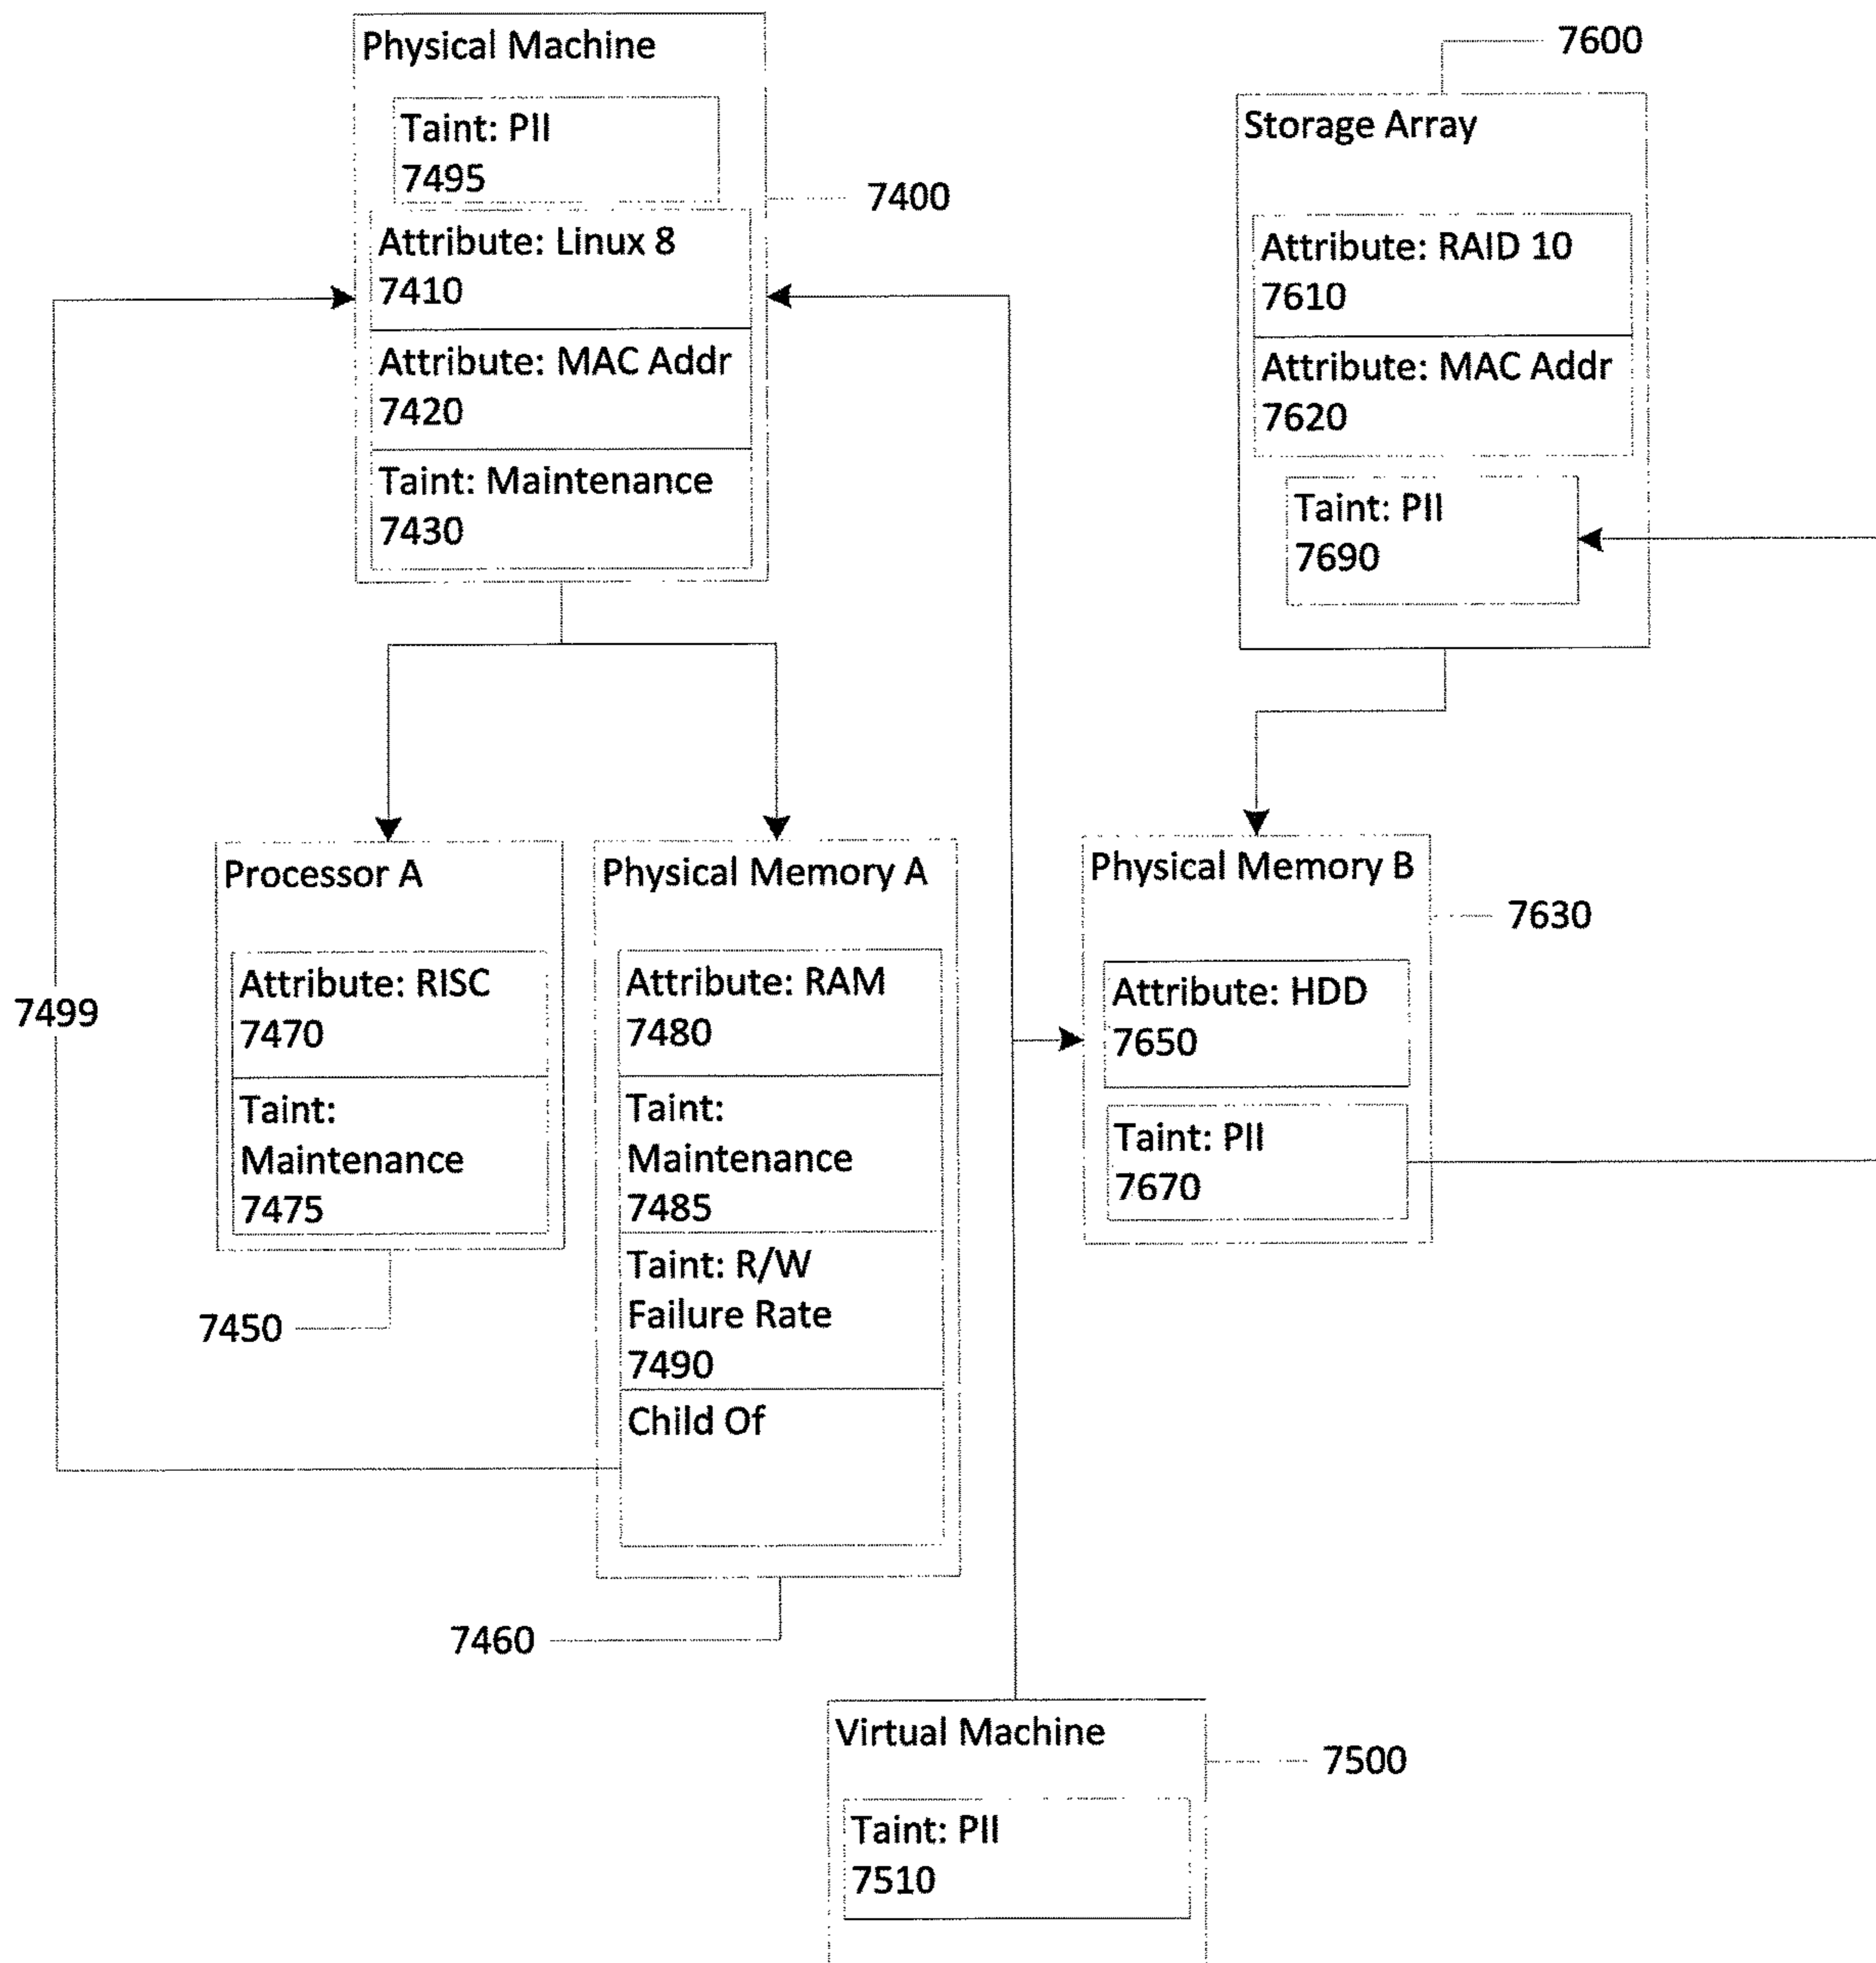 Physical Machine
Taint: PII
7495
7400
Attribute: Linux 8
7410
Attribute: MAC Addr
7420
Taint: Maintenance
7430
7600
Storage Array
Attribute: RAID 10
7610
Attribute: MAC Addr
7620
Taint: PII
7690
7499
Processor A
Attribute: RISC
7470
Taint:
Maintenance
7475
7450
Physical Memory A
Attribute: RAM
7480
Taint:
Maintenance
7485
Taint: R/W
Failure Rate
7490
Child Of
7460
Physical Memory B
7630
Attribute: HDD
7650
Taint: PII
7670
Virtual Machine
7500
Taint: PII
7510